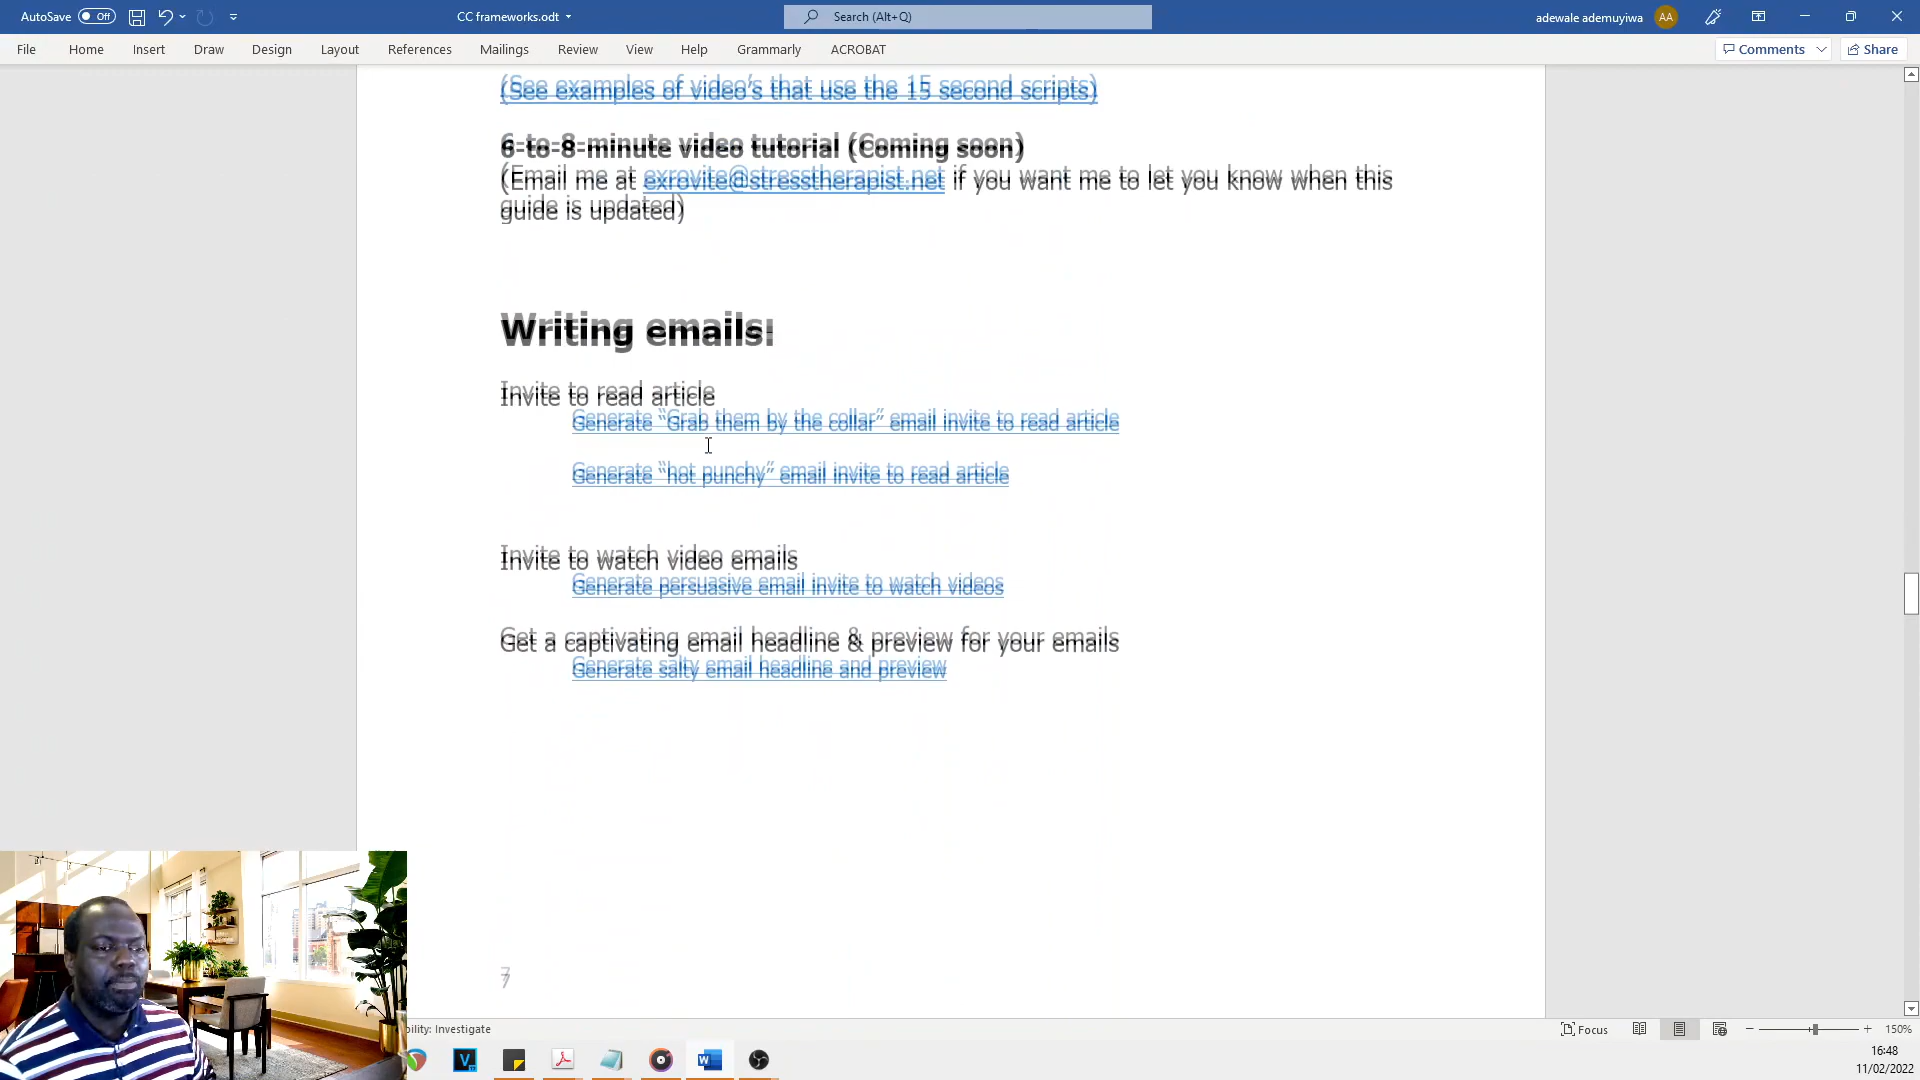 AutoSave Off CC frameworks.odt Search (Alt+Q) adewale ademuyiwa AA
File Home Insert Draw Design Layout References Mailings Review View Help Grammarly ACROBAT Comments Share
(See examples of video’s that use the 15 second scripts)
6-to-8-minute video tutorial (Coming soon)
(Email me at exrovite@stresstherapist.net if you want me to let you know when this
guide is updated)
Writing emails:
Invite to read article
Generate “Grab them by the collar” email invite to read article
Generate “hot punchy” email invite to read article
Invite to watch video emails
Generate persuasive email invite to watch videos
Get a captivating email headline & preview for your emails
Generate salty email headline and preview
7
bility: Investigate Focus 150%
16:48
11/02/2022